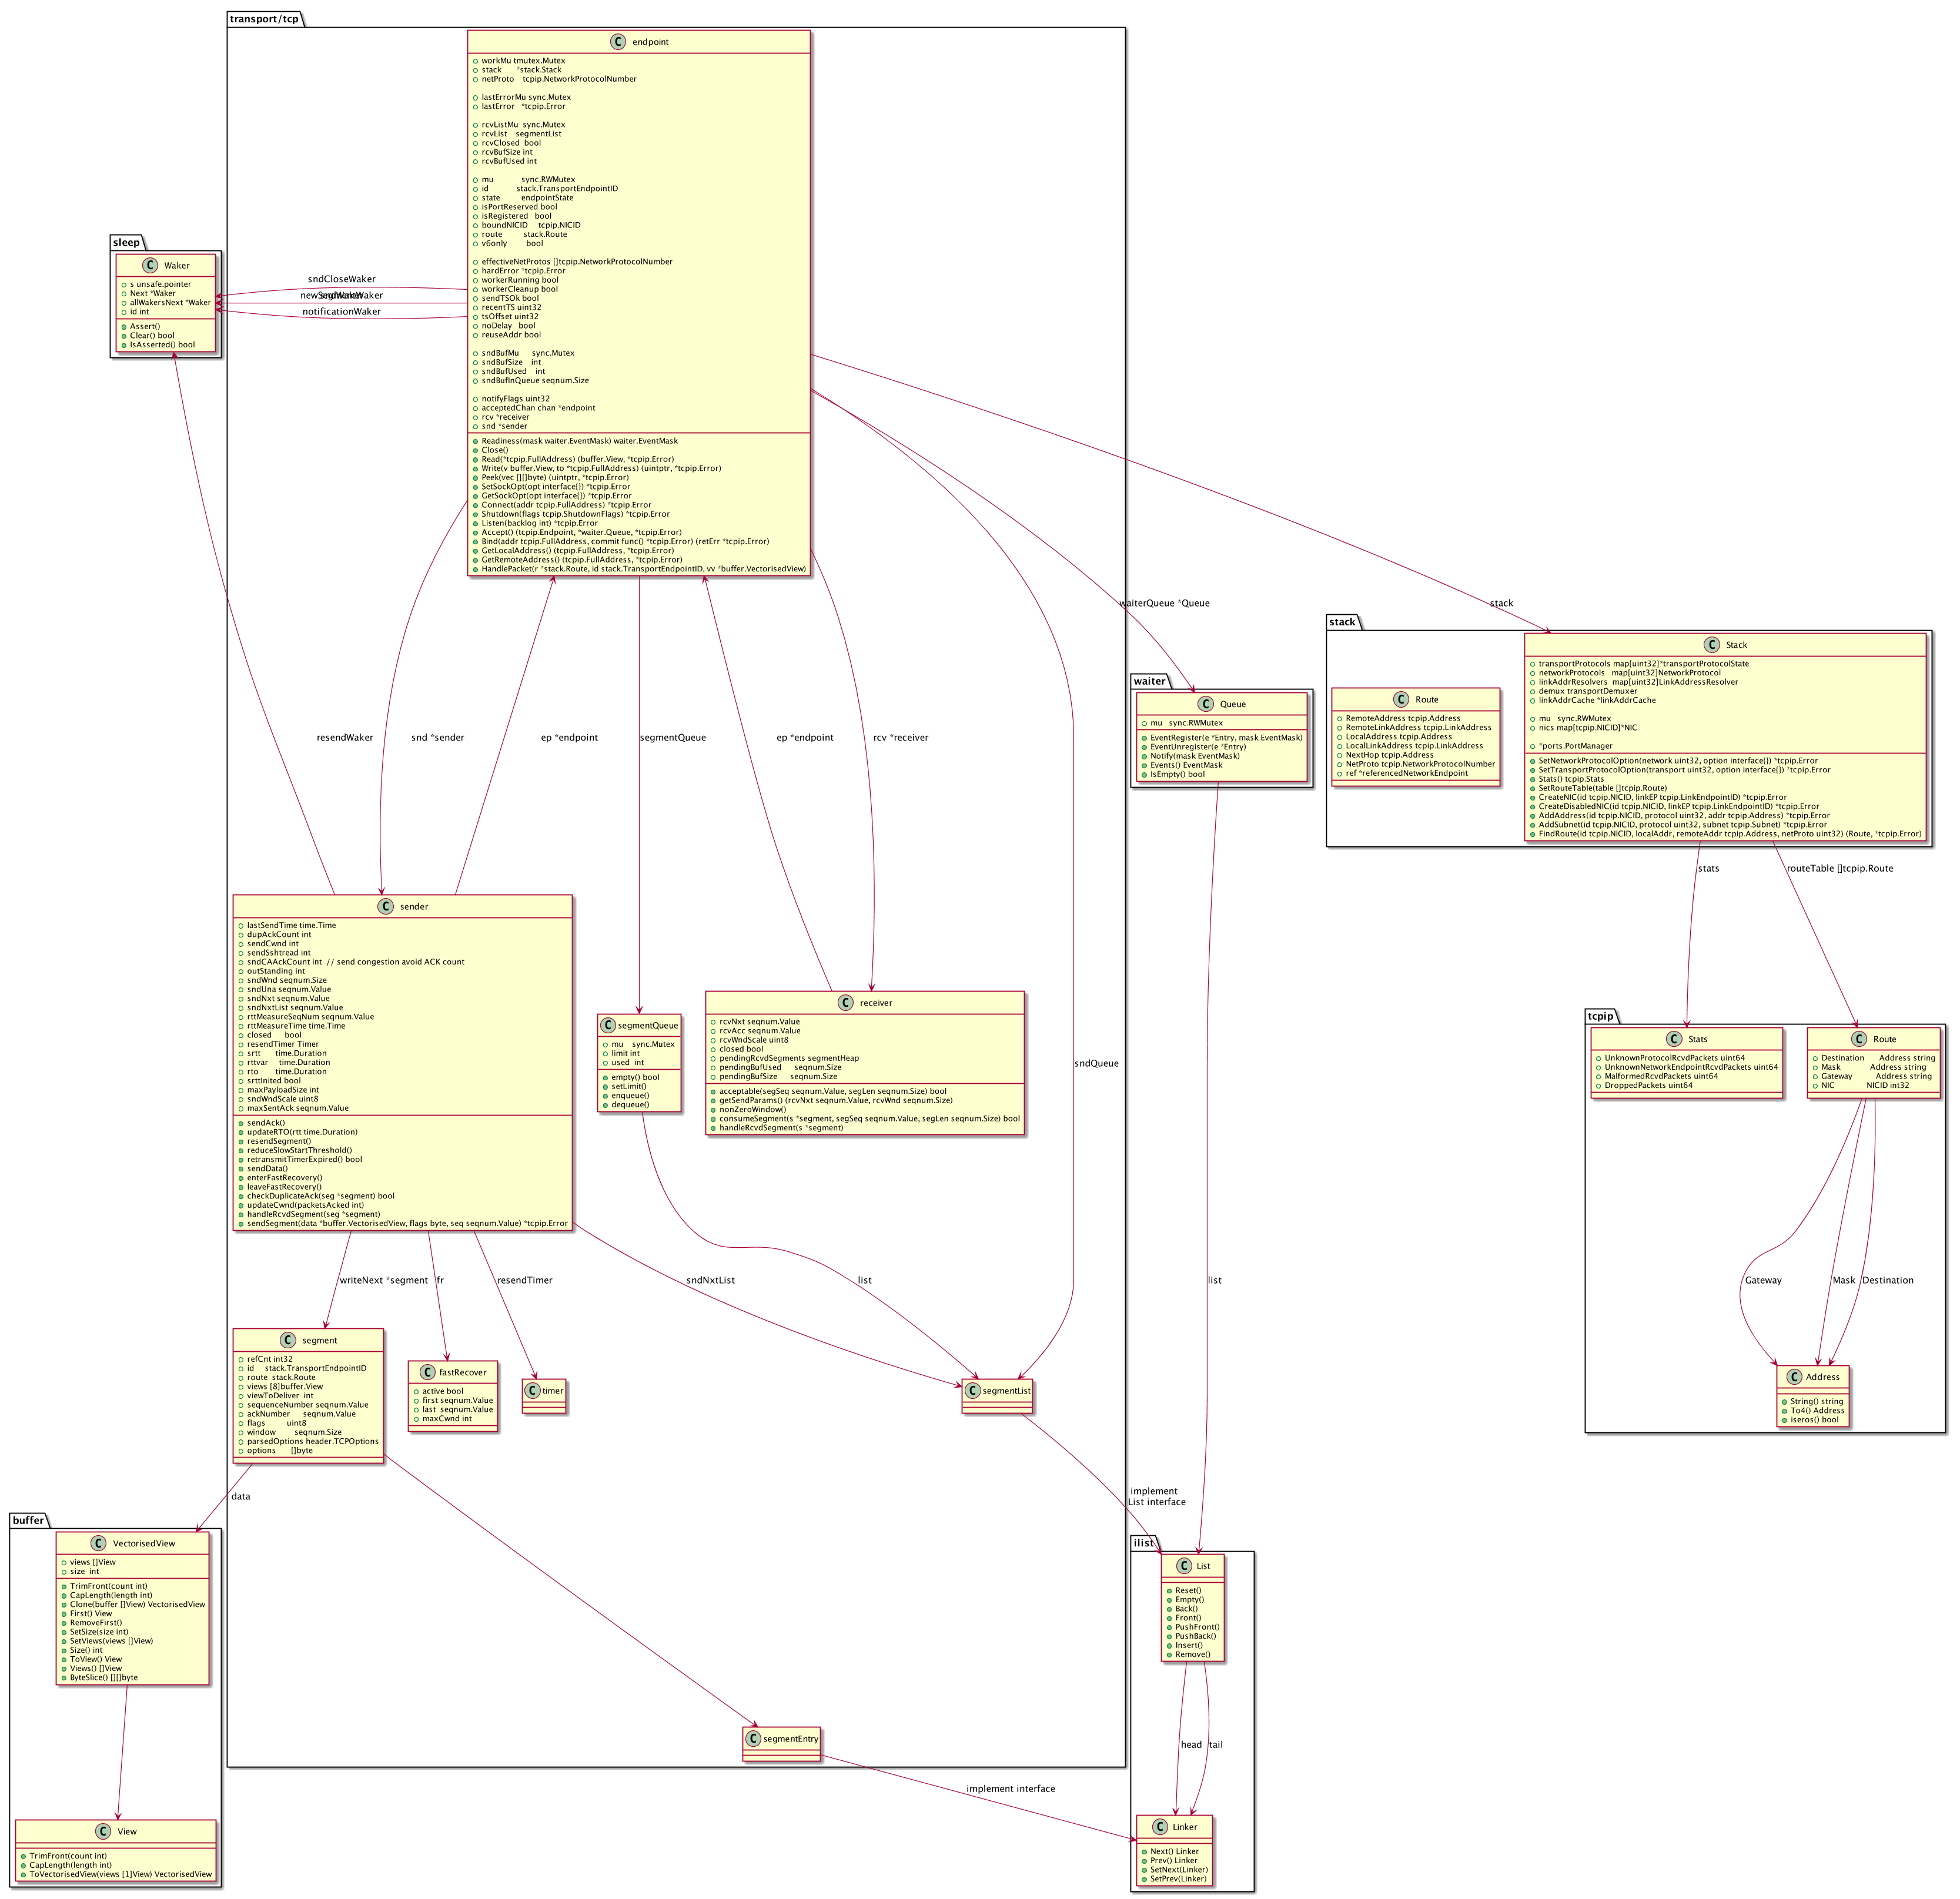 transport/tcp
C endpoint
workMu tmutex.Mutex
stack *stack.Stack
netProto tcpip.NetworkProtocolNumber
lastErrorMu sync.Mutex
lastError *tcpip.Error
rcvListMu sync.Mutex
rcvList segmentList
rcvClosed bool
rcvBufSize int
rcvBufUsed int
mu sync.RWMutex
id stack.TransportEndpointID
state endpointState
isPortReserved bool
isRegistered bool
boundNICID tcpip.NICID
route stack.Route
v6only bool
effectiveNetProtos []tcpip.NetworkProtocolNumber
hardError *tcpip.Error
workerRunning bool
workerCleanup bool
sendTSOk bool
recentTS uint32
tsOffset uint32
noDelay bool
reuseAddr bool
sndBufMu sync.Mutex
sndBufSize int
sndBufUsed int
sndBufInQueue seqnum.Size
notifyFlags uint32
acceptedChan chan *endpoint
rcv *receiver
snd *sender
Readiness(mask waiter.EventMask) waiter.EventMask
Close()
Read(*tcpip.FullAddress) (buffer.View, *tcpip.Error)
Write(v buffer.View, to *tcpip.FullAddress) (uintptr, *tcpip.Error)
Peek(vec [][]byte) (uintptr, *tcpip.Error)
SetSockOpt(opt interface{}) *tcpip.Error
GetSockOpt(opt interface{}) *tcpip.Error
Connect(addr tcpip.FullAddress) *tcpip.Error
Shutdown(flags tcpip.ShutdownFlags) *tcpip.Error
Listen(backlog int) *tcpip.Error
Accept() (tcpip.Endpoint, *waiter.Queue, *tcpip.Error)
Bind(addr tcpip.FullAddress, commit func() *tcpip.Error) (retErr *tcpip.Error)
GetLocalAddress() (tcpip.FullAddress, *tcpip.Error)
GetRemoteAddress() (tcpip.FullAddress, *tcpip.Error)
HandlePacket(r *stack.Route, id stack.TransportEndpointID, vv *buffer.VectorisedView)
sleep
C Waker
s unsafe.pointer
Next *Waker
allWakersNext *Waker
id int
Assert()
Clear() bool
IsAsserted() bool
sndCloseWaker
notificationWaker
waiterQueue *Queue
stack
resendWaker
snd *sender
ep *endpoint
segmentQueue
ep *endpoint
rcv *receiver
sndQueue
waiter
C Queue
mu sync.RWMutex
EventRegister(e *Entry, mask EventMask)
EventUnregister(e *Entry)
Notify(mask EventMask)
Events() EventMask
IsEmpty() bool
stack
C Route
RemoteAddress tcpip.Address
RemoteLinkAddress tcpip.LinkAddress
LocalAddress tcpip.Address
LocalLinkAddress tcpip.LinkAddress
NextHop tcpip.Address
NetProto tcpip.NetworkProtocolNumber
ref *referencedNetworkEndpoint
C Stack
transportProtocols map[uint32]*transportProtocolState
networkProtocols map[uint32]NetworkProtocol
linkAddrResolvers map[uint32]LinkAddressResolver
demux transportDemuxer
linkAddrCache *linkAddrCache
mu sync.RWMutex
nics map[tcpip.NICID]*NIC
*ports.PortManager
SetNetworkProtocolOption(network uint32, option interface{}) *tcpip.Error
SetTransportProtocolOption(transport uint32, option interface{}) *tcpip.Error
Stats() tcpip.Stats
SetRouteTable(table []tcpip.Route)
CreateNIC(id tcpip.NICID, linkEP tcpip.LinkEndpointID) *tcpip.Error
CreateDisabledNIC(id tcpip.NICID, linkEP tcpip.LinkEndpointID) *tcpip.Error
AddAddress(id tcpip.NICID, protocol uint32, addr tcpip.Address) *tcpip.Error
AddSubnet(id tcpip.NICID, protocol uint32, subnet tcpip.Subnet) *tcpip.Error
FindRoute(id tcpip.NICID, localAddr, remoteAddr tcpip.Address, netProto uint32) (Route, *tcpip.Error)
stats
routeTable []tcpip.Route
C sender
lastSendTime time.Time
dupAckCount int
sendCwnd int
sendSshtread int
sndCAAckCount int // send congestion avoid ACK count
outStanding int
sndWnd seqnum.Size
sndUna seqnum.Value
sndNxt seqnum.Value
sndNxtList seqnum.Value
rttMeasureSeqNum seqnum.Value
rttMeasureTime time.Time
closed bool
resendTimer Timer
srtt time.Duration
rttvar time.Duration
rto time.Duration
srttInited bool
maxPayloadSize int
sndWndScale uint8
maxSentAck seqnum.Value
sendAck()
updateRTO(rtt time.Duration)
resendSegment()
reduceSlowStartThreshold()
retransmitTimerExpired() bool
sendData()
enterFastRecovery()
leaveFastRecovery()
checkDuplicateAck(seg *segment) bool
updateCwnd(packetsAcked int)
handleRcvdSegment(seg *segment)
sendSegment(data *buffer.VectorisedView, flags byte, seq seqnum.Value) *tcpip.Error
C segmentQueue
mu sync.Mutex
limit int
used int
empty() bool
setLimit()
enqueue()
dequeue()
C receiver
rcvNxt seqnum.Value
rcvAcc seqnum.Value
rcvWndScale uint8
closed bool
pendingRcvdSegments segmentHeap
pendingBufUsed seqnum.Size
pendingBufSize seqnum.Size
acceptable(segSeq seqnum.Value, segLen seqnum.Size) bool
getSendParams() (rcvNxt seqnum.Value, rcvWnd seqnum.Size)
nonZeroWindow()
consumeSegment(s *segment, segSeq seqnum.Value, segLen seqnum.Size) bool
handleRcvdSegment(s *segment)
tcpip
C Stats
UnknownProtocolRcvdPackets uint64
UnknownNetworkEndpointRcvdPackets uint64
MalformedRcvdPackets uint64
DroppedPackets uint64
C Route
Destination Address string
Mask Address string
Gateway Address string
NIC NICID int32
writeNext *segment
fr
resendTimer
sndNxtList
list
list
Gateway
Mask
Destination
C segment
refCnt int32
id stack.TransportEndpointID
route stack.Route
views [8]buffer.View
viewToDeliver int
sequenceNumber seqnum.Value
ackNumber seqnum.Value
flags uint8
window seqnum.Size
parsedOptions header.TCPOptions
options []byte
C fastRecover
active bool
first seqnum.Value
last seqnum.Value
maxCwnd int
C timer
C segmentList
C Address
String() string
To4() Address
iseros() bool
data
implement
List interface
buffer
C VectorisedView
views []View
size int
TrimFront(count int)
CapLength(length int)
Clone(buffer []View) VectorisedView
First() View
RemoveFirst()
SetSize(size int)
SetViews(views []View)
Size() int
ToView() View
Views() []View
ByteSlice() [][]byte
ilist
C List
Reset()
Empty()
Back()
Front()
PushFront()
PushBack()
Insert()
Remove()
head
tail
C segmentEntry
implement interface
C View
TrimFront(count int)
CapLength(length int)
ToVectorisedView(views [1]View) VectorisedView
C Linker
Next() Linker
Prev() Linker
SetNext(Linker)
SetPrev(Linker)